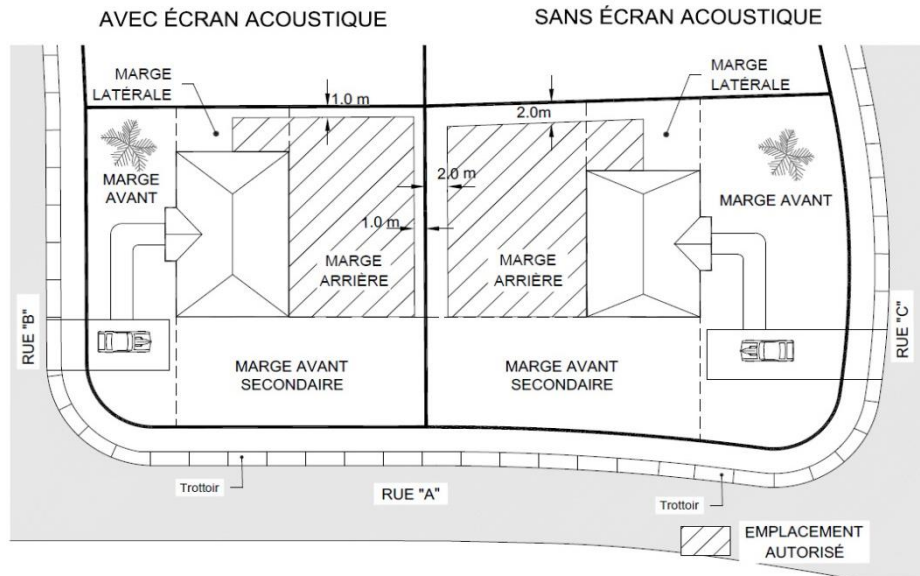 AVEC ÉCRAN ACOUSTIQUE
SANS ÉCRAN ACOUSTIQUE
MARGE
LATÉRALE
1.0 m
MARGE
LATÉRALE
2.0m
MARGE
AVANT
2.0 m
MARGE AVANT
1.0 m
MARGE
ARRIÈRE
MARGE
ARRIÈRE
RUE "B"
RUE "C"
MARGE AVANT
SECONDAIRE
MARGE AVANT
SECONDAIRE
Trottoir
RUE "A"
Trottoir
EMPLACEMENT
AUTORISÉ